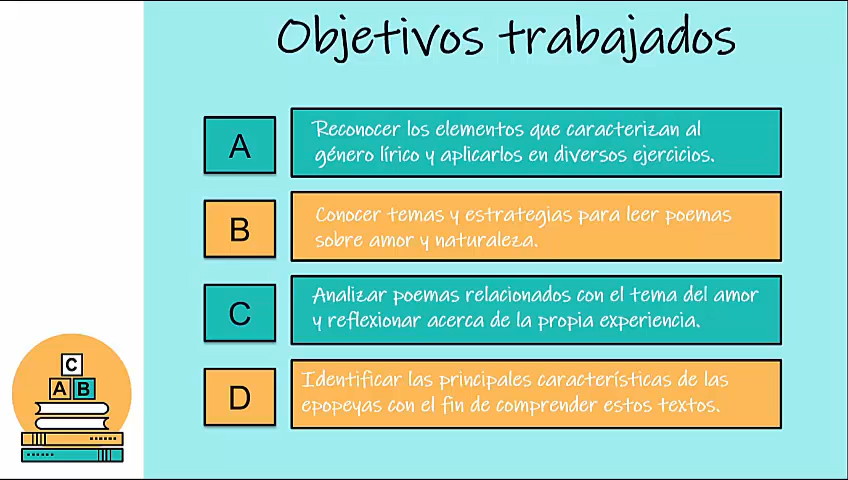 Objetivos trabajados
A
Reconocer los elementos que caracterizan al
género lírico y aplicarlos en diversos ejercicios.
B
Conocer temas y estrategias para leer poemas
sobre amor y naturaleza.
C
Analizar poemas relacionados con el tema del amor
y reflexionar acerca de la propia experiencia.
D
Identificar las principales características de las
epopeyas con el fin de comprender estos textos.
C
A B